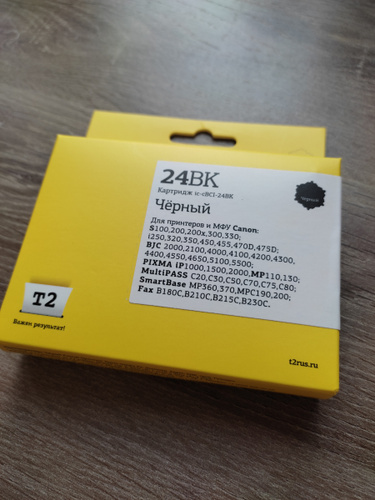 24BK
Картридж ic-cBCI-24BK
Чёрный
Для принтеров и МФУ Canon:
S100,200,200x,300,330;
i250,320,350,450,455,470D,475D;
BJC 2000,2100,4000,4100,4200,4300,
4400,4550,4650,5100,5500;
PIXMA iP1000,1500,2000,MP110,130;
MultiPASS C20,C30,C50,C70,C75,C80;
SmartBase MP360,370,MPC190,200;
Fax B180C,B210C,B215C,B230C.
T2
Важен результат!
t2rus.ru